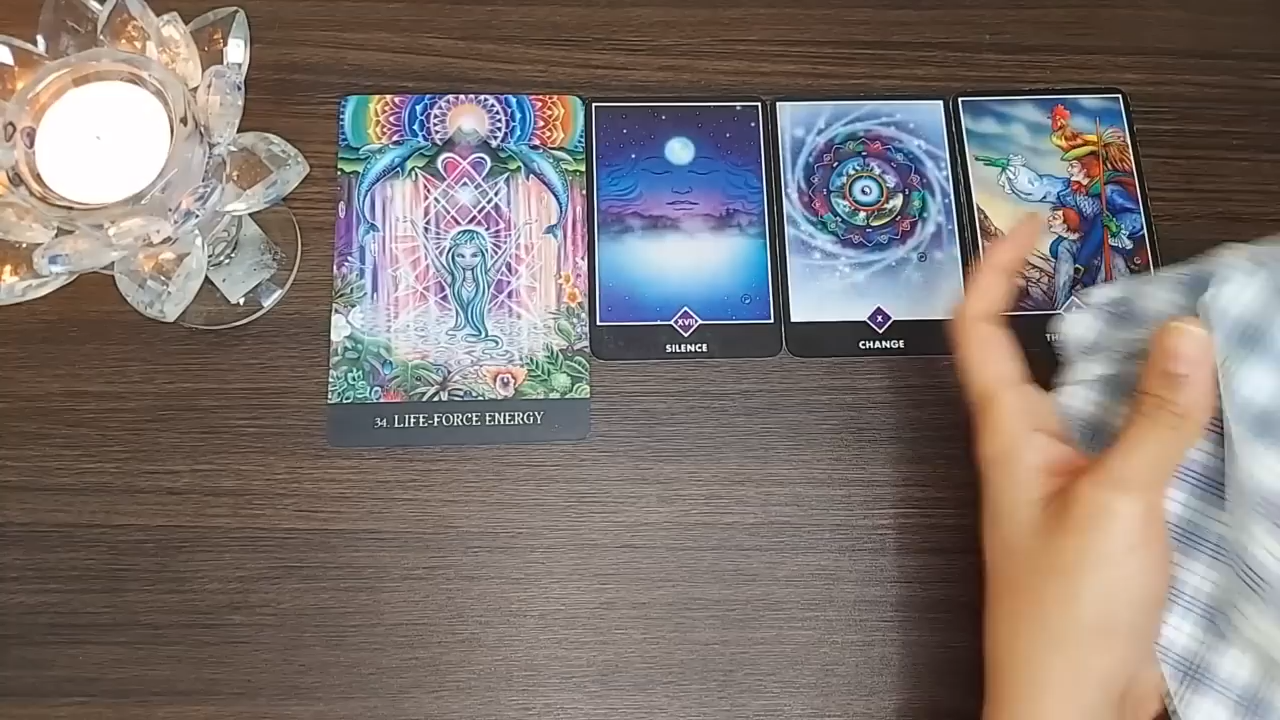 34. LIFE-FORCE ENERGY
XVII
SILENCE
X
CHANGE